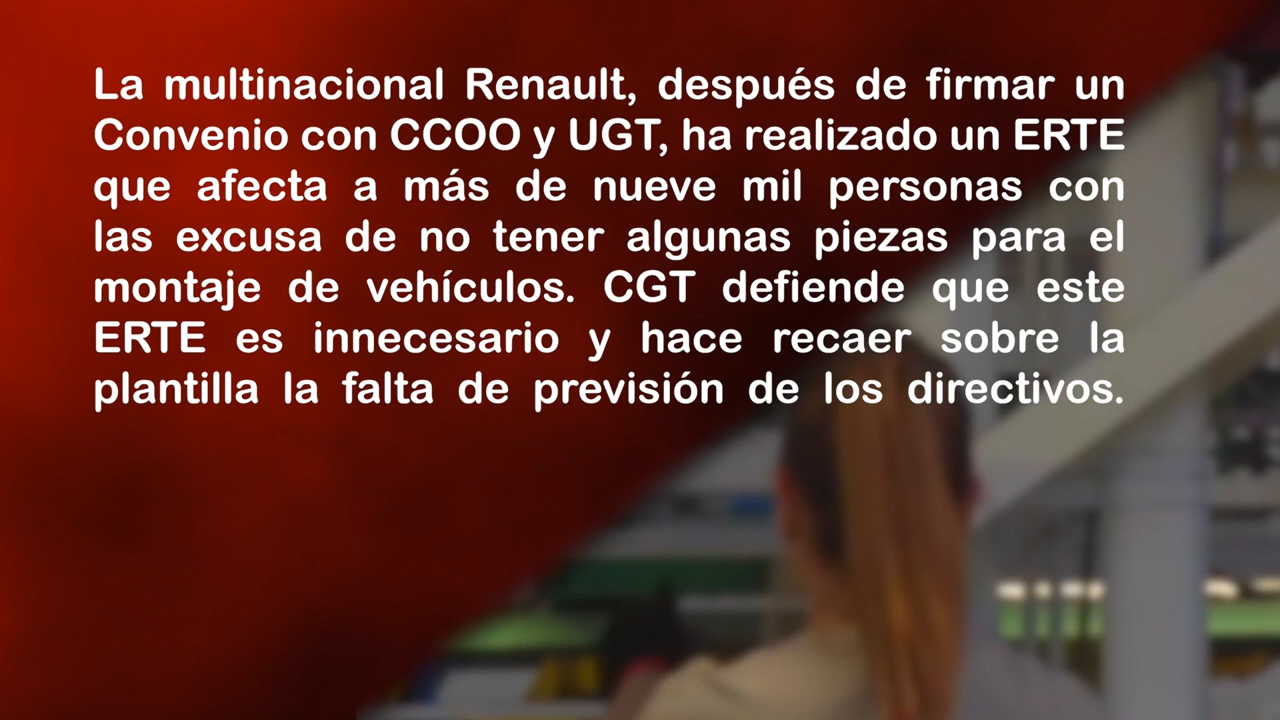 La multinacional Renault, después de firmar un
Convenio con CCOO y UGT, ha realizado un ERTE
que afecta a más de nueve mil personas con
las excusa de no tener algunas piezas para el
montaje de vehículos. CGT defiende que este
ERTE es innecesario y hace recaer sobre la
plantilla la falta de previsión de los directivos.